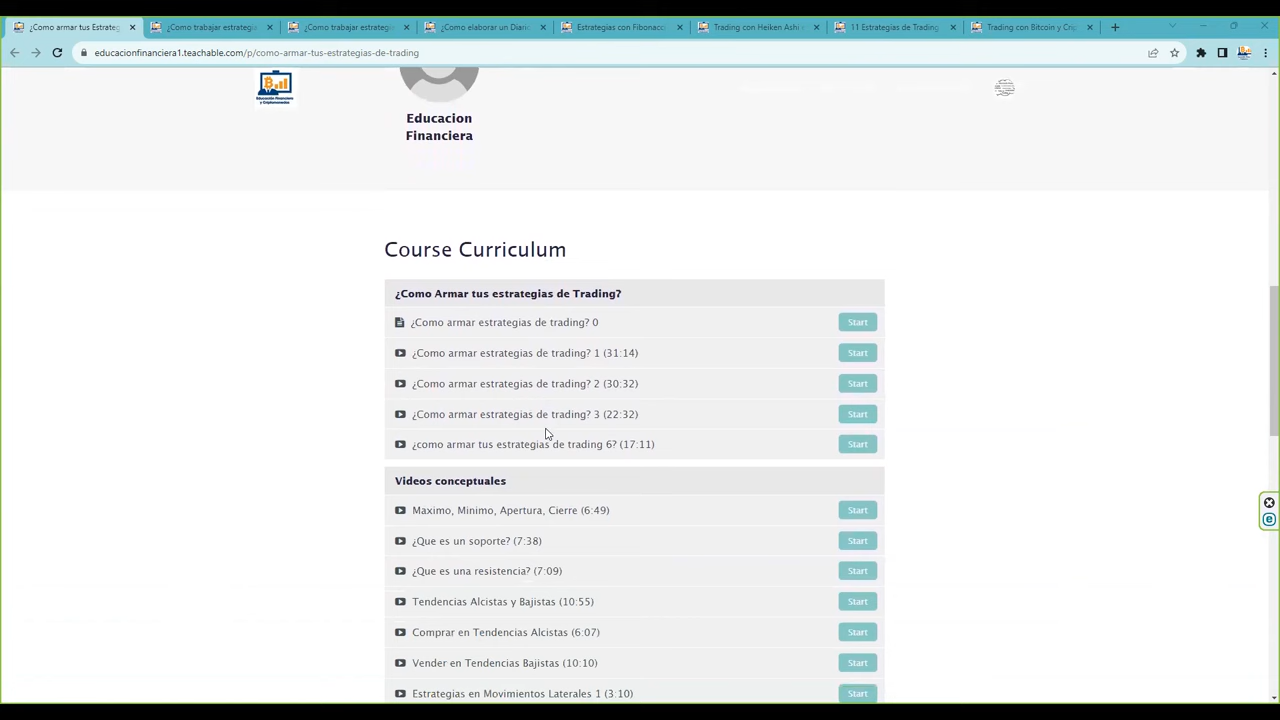 ¿Como armar tus Estrateg
¿Como trabajar estrategias
¿Como trabajar estrategias
¿Como elaborar un Diario
Estrategias con Fibonacc
Trading con Heiken Ashi
11 Estrategias de Trading
Trading con Bitcoin y Crip
educacionfinanciera1.teachable.com/p/como-armar-tus-estrategias-de-trading
Educación Financiera
y Criptomonedas
Educacion
Financiera
Course Curriculum
¿Como Armar tus estrategias de Trading?
¿Como armar estrategias de trading? 0
Start
¿Como armar estrategias de trading? 1 (31:14)
Start
¿Como armar estrategias de trading? 2 (30:32)
Start
¿Como armar estrategias de trading? 3 (22:32)
Start
¿como armar tus estrategias de trading 6? (17:11)
Start
Videos conceptuales
Maximo, Minimo, Apertura, Cierre (6:49)
Start
¿Que es un soporte? (7:38)
Start
¿Que es una resistencia? (7:09)
Start
Tendencias Alcistas y Bajistas (10:55)
Start
Comprar en Tendencias Alcistas (6:07)
Start
Vender en Tendencias Bajistas (10:10)
Start
Estrategias en Movimientos Laterales 1 (3:10)
Start